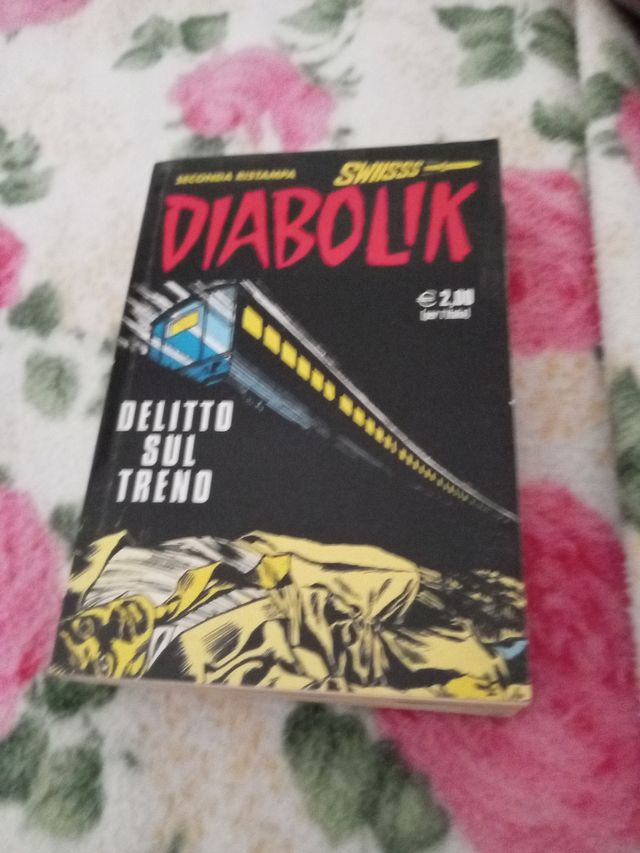 SECONDA RISTAMPA
SWIISSS
DIABOLIK
€ 2,00
(per l'Italia)
DELITTO
SUL
TRENO